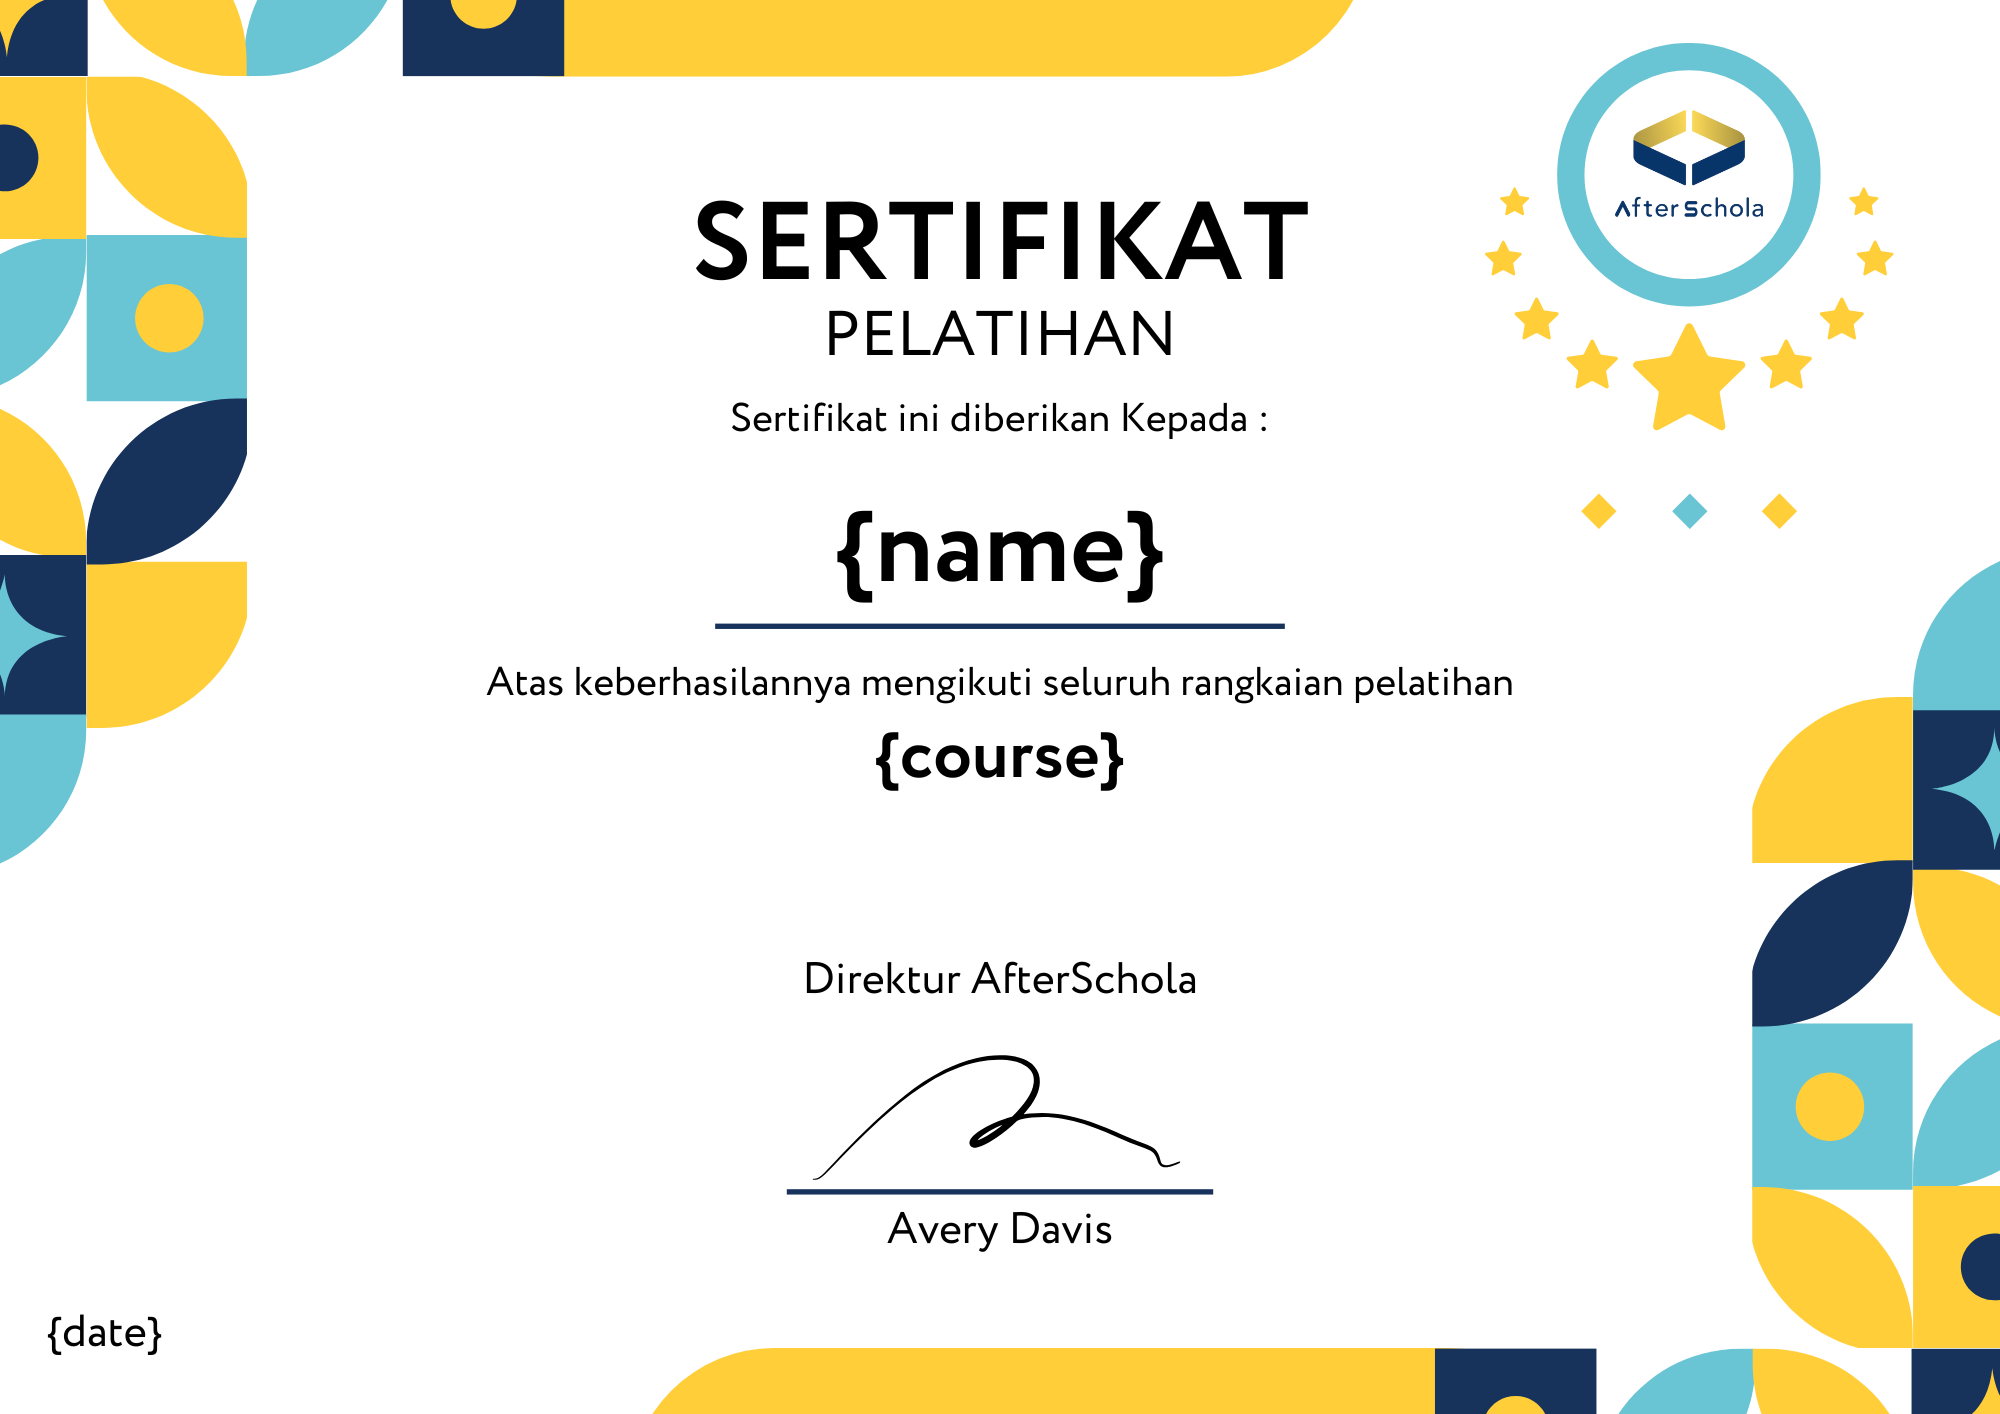 AfterSchola
SERTIFIKAT
PELATIHAN
Sertifikat ini diberikan Kepada :
{name}
Atas keberhasilannya mengikuti seluruh rangkaian pelatihan
{course}
Direktur AfterSchola
Avery Davis
{date}